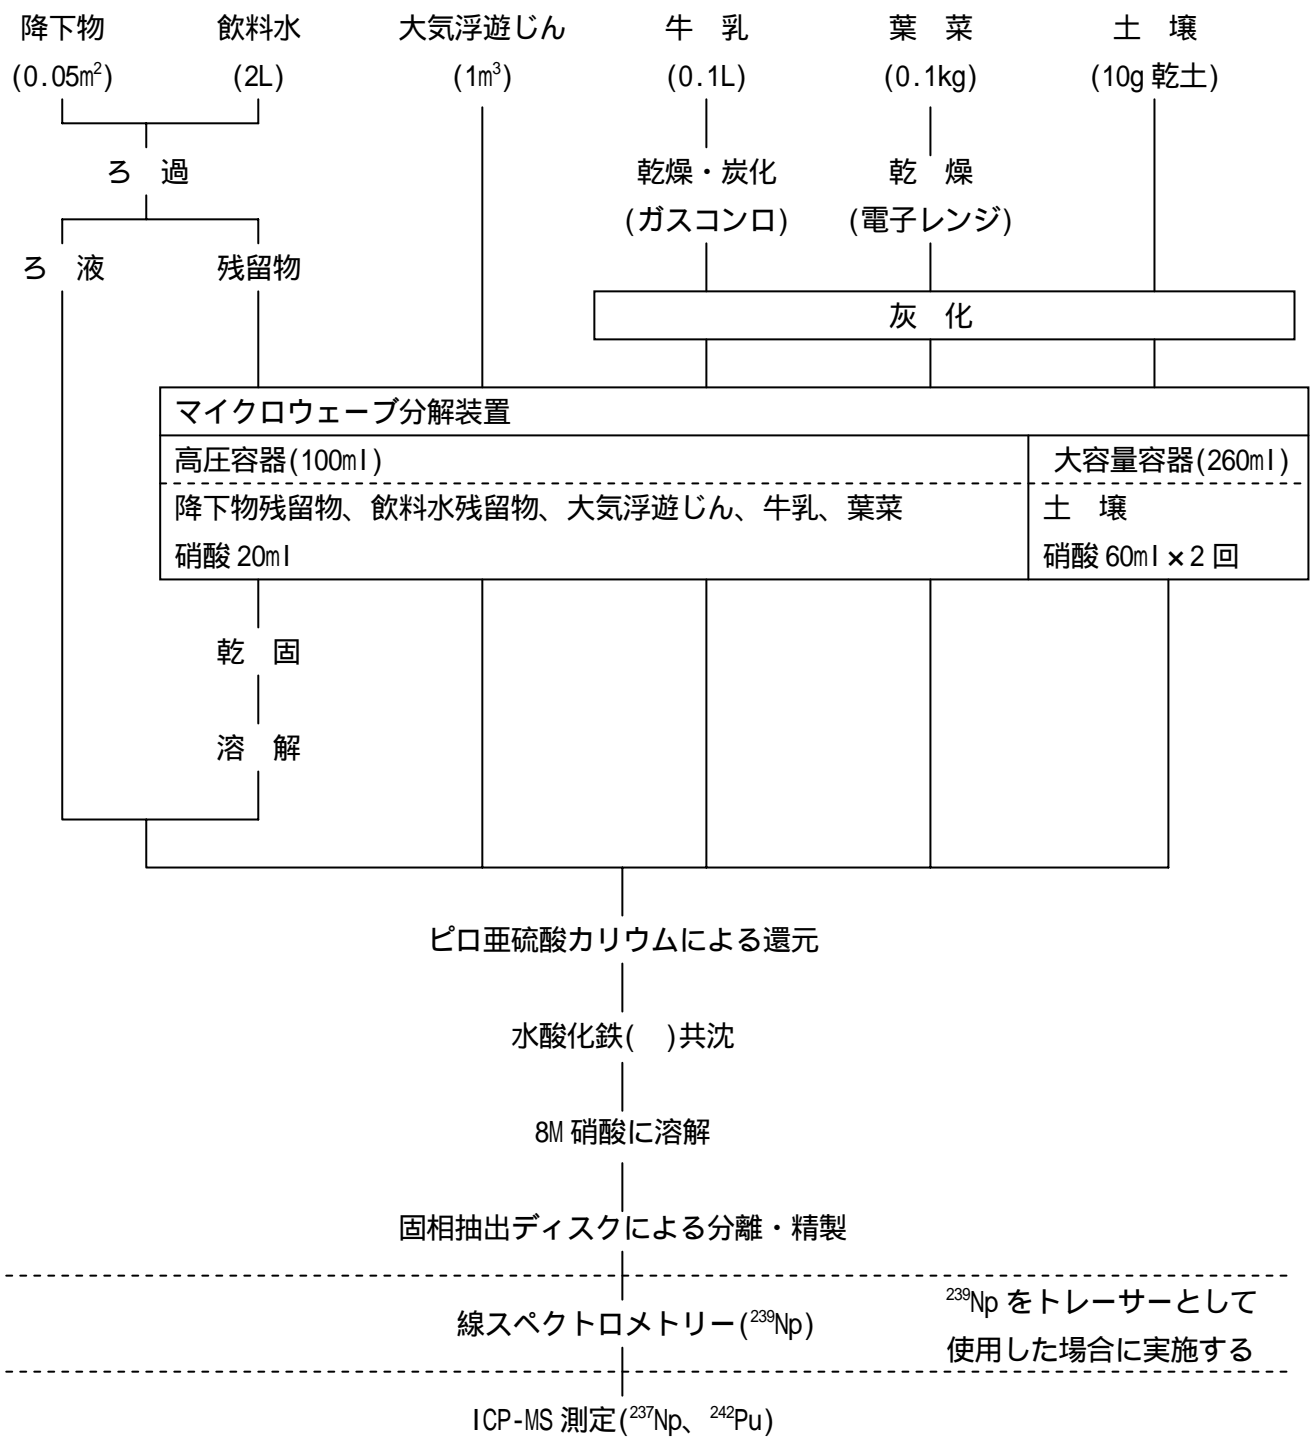 降下物 飲料水 大気浮遊じん 牛 乳 葉 菜 土 壌
(0.05m²) (2L) (1m³) (0.1L) (0.1kg) (10g 乾土)
ろ 過 乾燥・炭化 乾 燥
(ガスコンロ) (電子レンジ)
ろ 液 残留物
灰 化
マイクロウェーブ分解装置
高圧容器(100ml) 大容量容器(260ml)
降下物残留物、飲料水残留物、大気浮遊じん、牛乳、葉菜 土 壌
硝酸 20ml 硝酸 60ml×2 回
乾 固
溶 解
ピロ亜硫酸カリウムによる還元
水酸化鉄( )共沈
8M 硝酸に溶解
固相抽出ディスクによる分離・精製
線スペクトロメトリー(²³⁹Np) ²³⁹Np をトレーサーとして
使用した場合に実施する
ICP-MS 測定(²³⁷Np、²⁴²Pu)